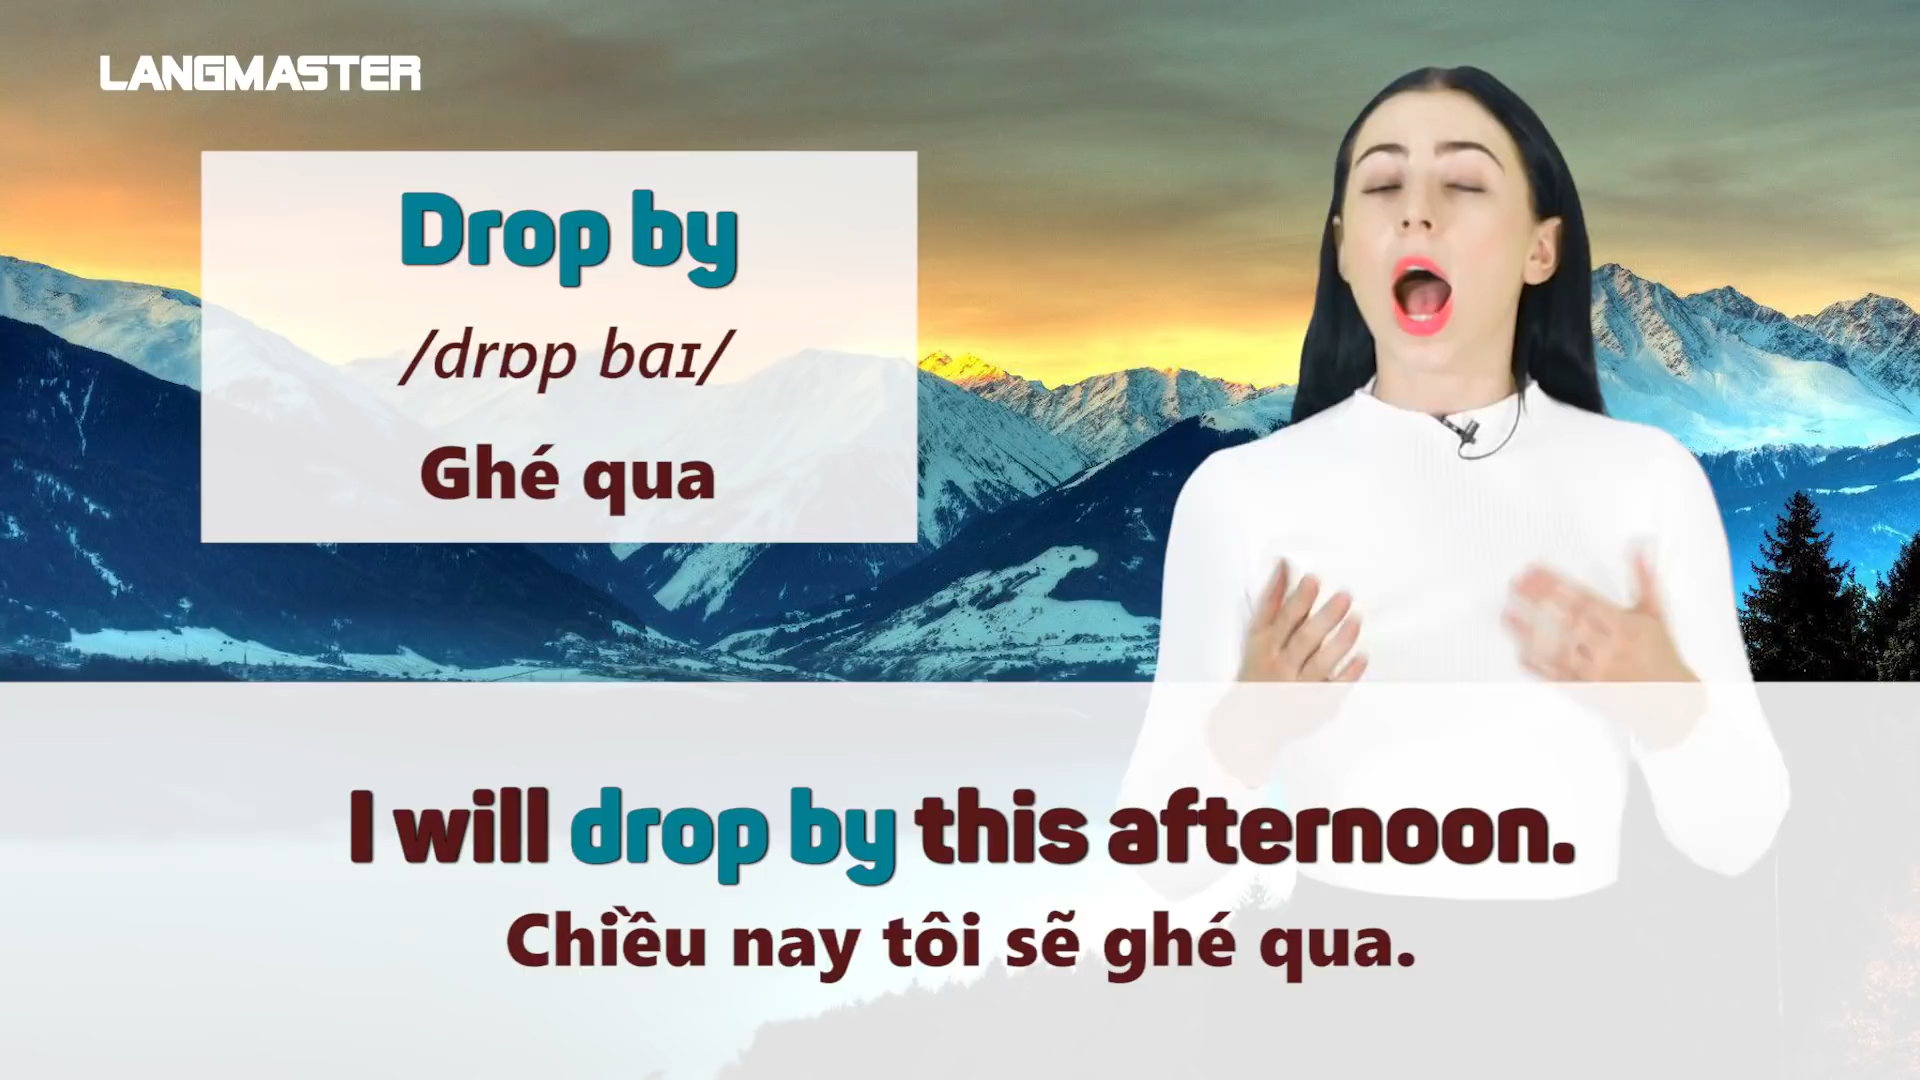 LANGMASTER
Drop by
/drɒp baɪ/
Ghé qua
I will drop by this afternoon.
Chiều nay tôi sẽ ghé qua.